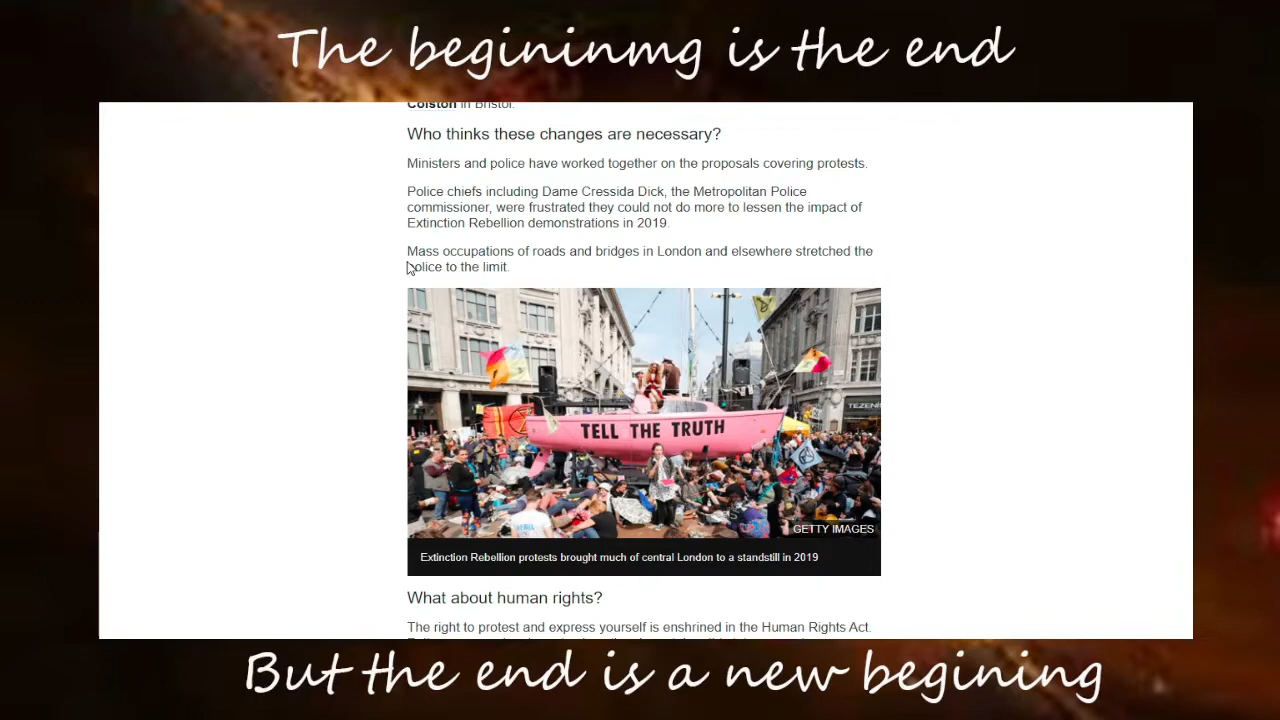 The begininmg is the end
Colston in Bristol.
Who thinks these changes are necessary?
Ministers and police have worked together on the proposals covering protests.
Police chiefs including Dame Cressida Dick, the Metropolitan Police
commissioner, were frustrated they could not do more to lessen the impact of
Extinction Rebellion demonstrations in 2019.
Mass occupations of roads and bridges in London and elsewhere stretched the
police to the limit.
TEZENIS
TELL THE TRUTH
GETTY IMAGES
Extinction Rebellion protests brought much of central London to a standstill in 2019
What about human rights?
The right to protest and express yourself is enshrined in the Human Rights Act.
But the end is a new begining